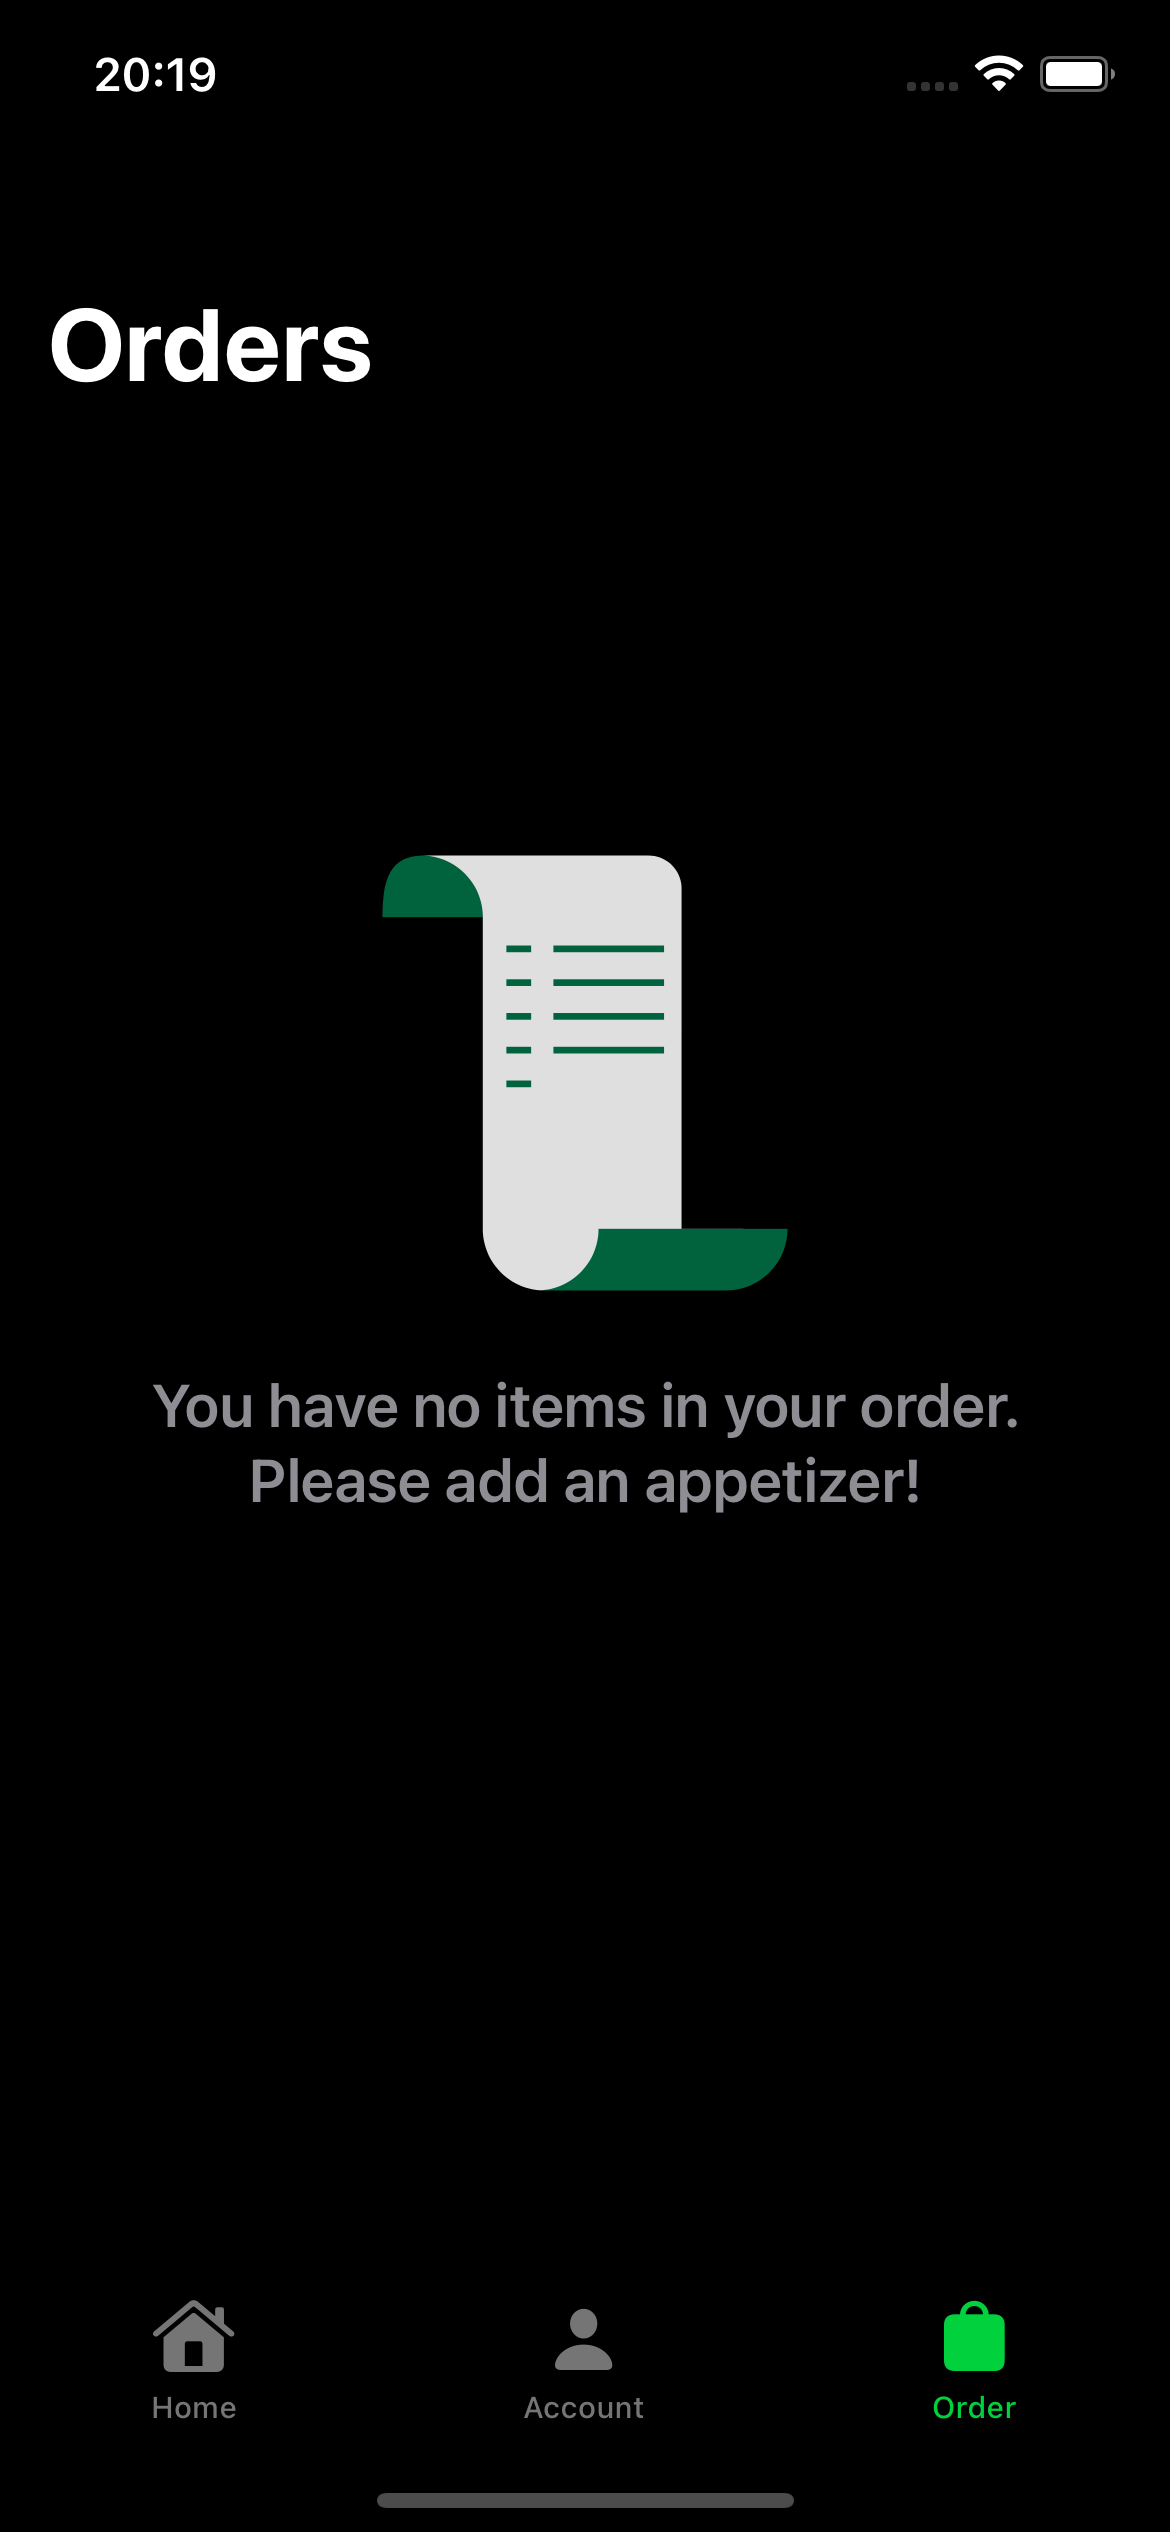 20:19
Orders
You have no items in your order.
Please add an appetizer!
Home
Account
Order